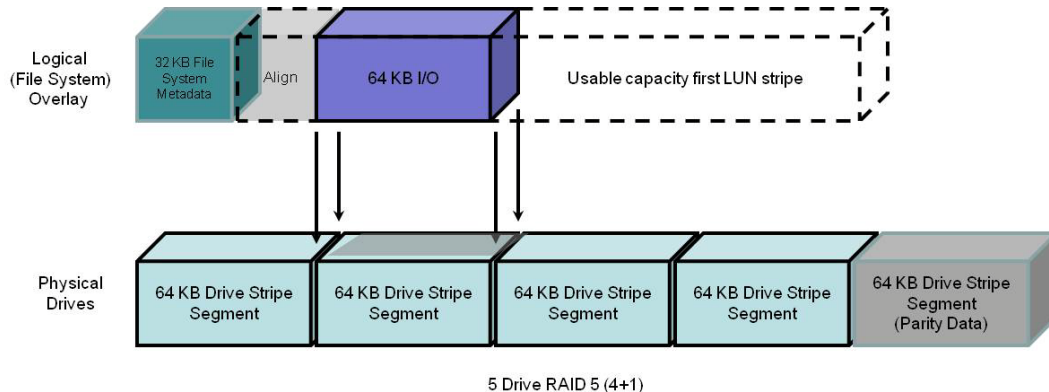 Logical
(File System)
Overlay
32 KB File
System
Metadata
Align
64 KB I/O
Usable capacity first LUN stripe
Physical
Drives
64 KB Drive Stripe
Segment
64 KB Drive Stripe
Segment
64 KB Drive Stripe
Segment
64 KB Drive Stripe
Segment
64 KB Drive Stripe
Segment
(Parity Data)
5 Drive RAID 5 (4+1)